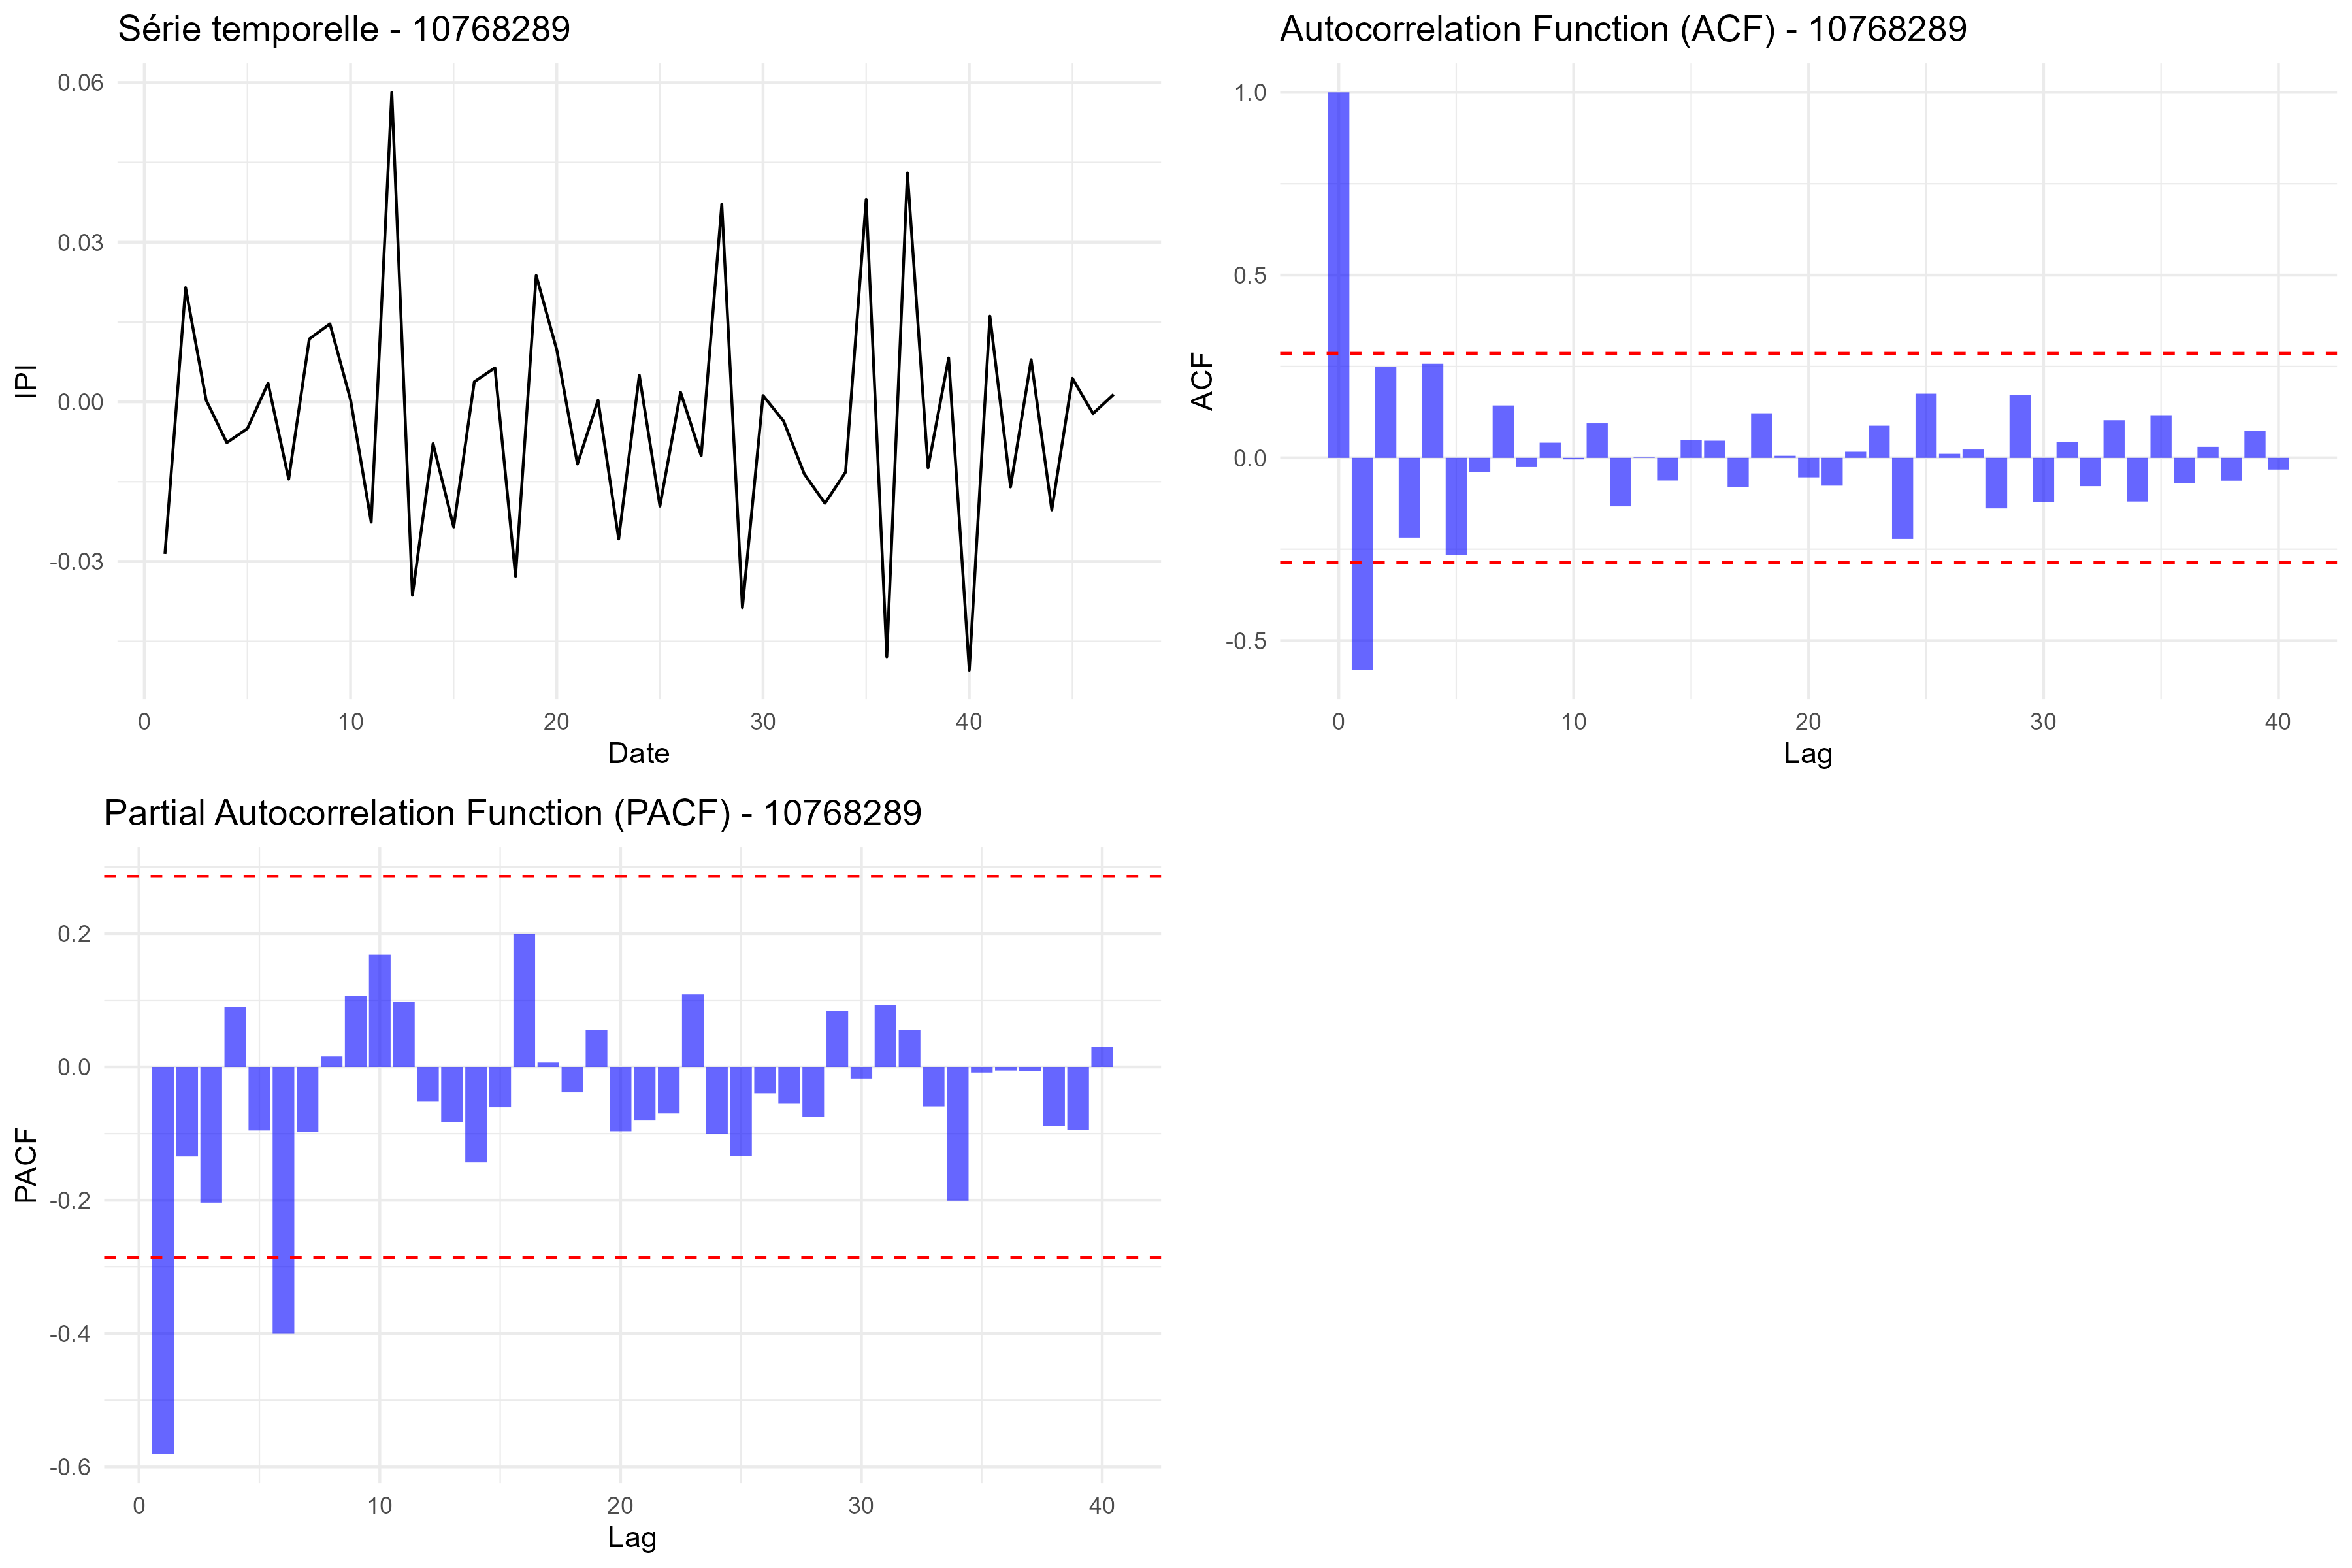 Série temporelle - 10768289
0.06
0.03
0.00
-0.03
IPI
0 10 20 30 40
Date
Autocorrelation Function (ACF) - 10768289
1.0
0.5
0.0
-0.5
ACF
0 10 20 30 40
Lag
Partial Autocorrelation Function (PACF) - 10768289
0.2
0.0
-0.2
-0.4
-0.6
PACF
0 10 20 30 40
Lag